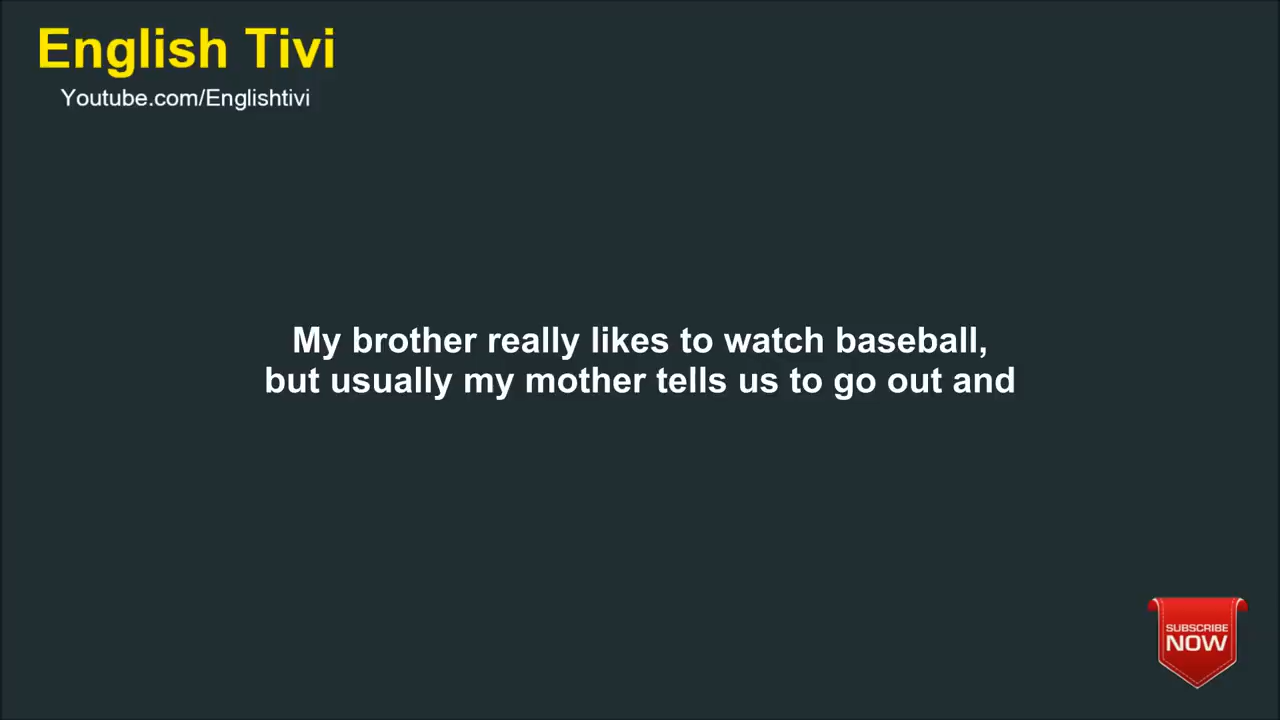 English Tivi
Youtube.com/Englishtivi
My brother really likes to watch baseball,
but usually my mother tells us to go out and
SUBSCRIBE
NOW